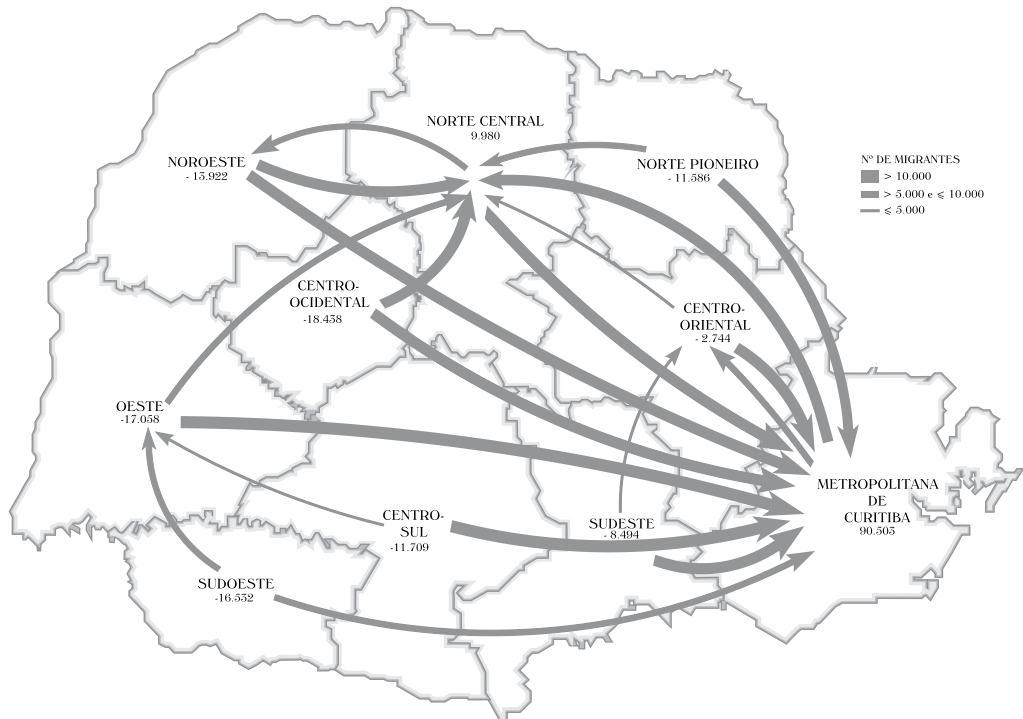 NORTE CENTRAL
9.980
NOROESTE
- 13.922
NORTE PIONEIRO
- 11.586
Nº DE MIGRANTES
> 10.000
> 5.000 e ⩽ 10.000
⩽ 5.000
CENTRO-
OCIDENTAL
-18.438
CENTRO-
ORIENTAL
- 2.744
OESTE
-17.058
METROPOLITANA
DE
CURITIBA
90.503
CENTRO-
SUL
-11.709
SUDESTE
- 8.494
SUDOESTE
-16.532